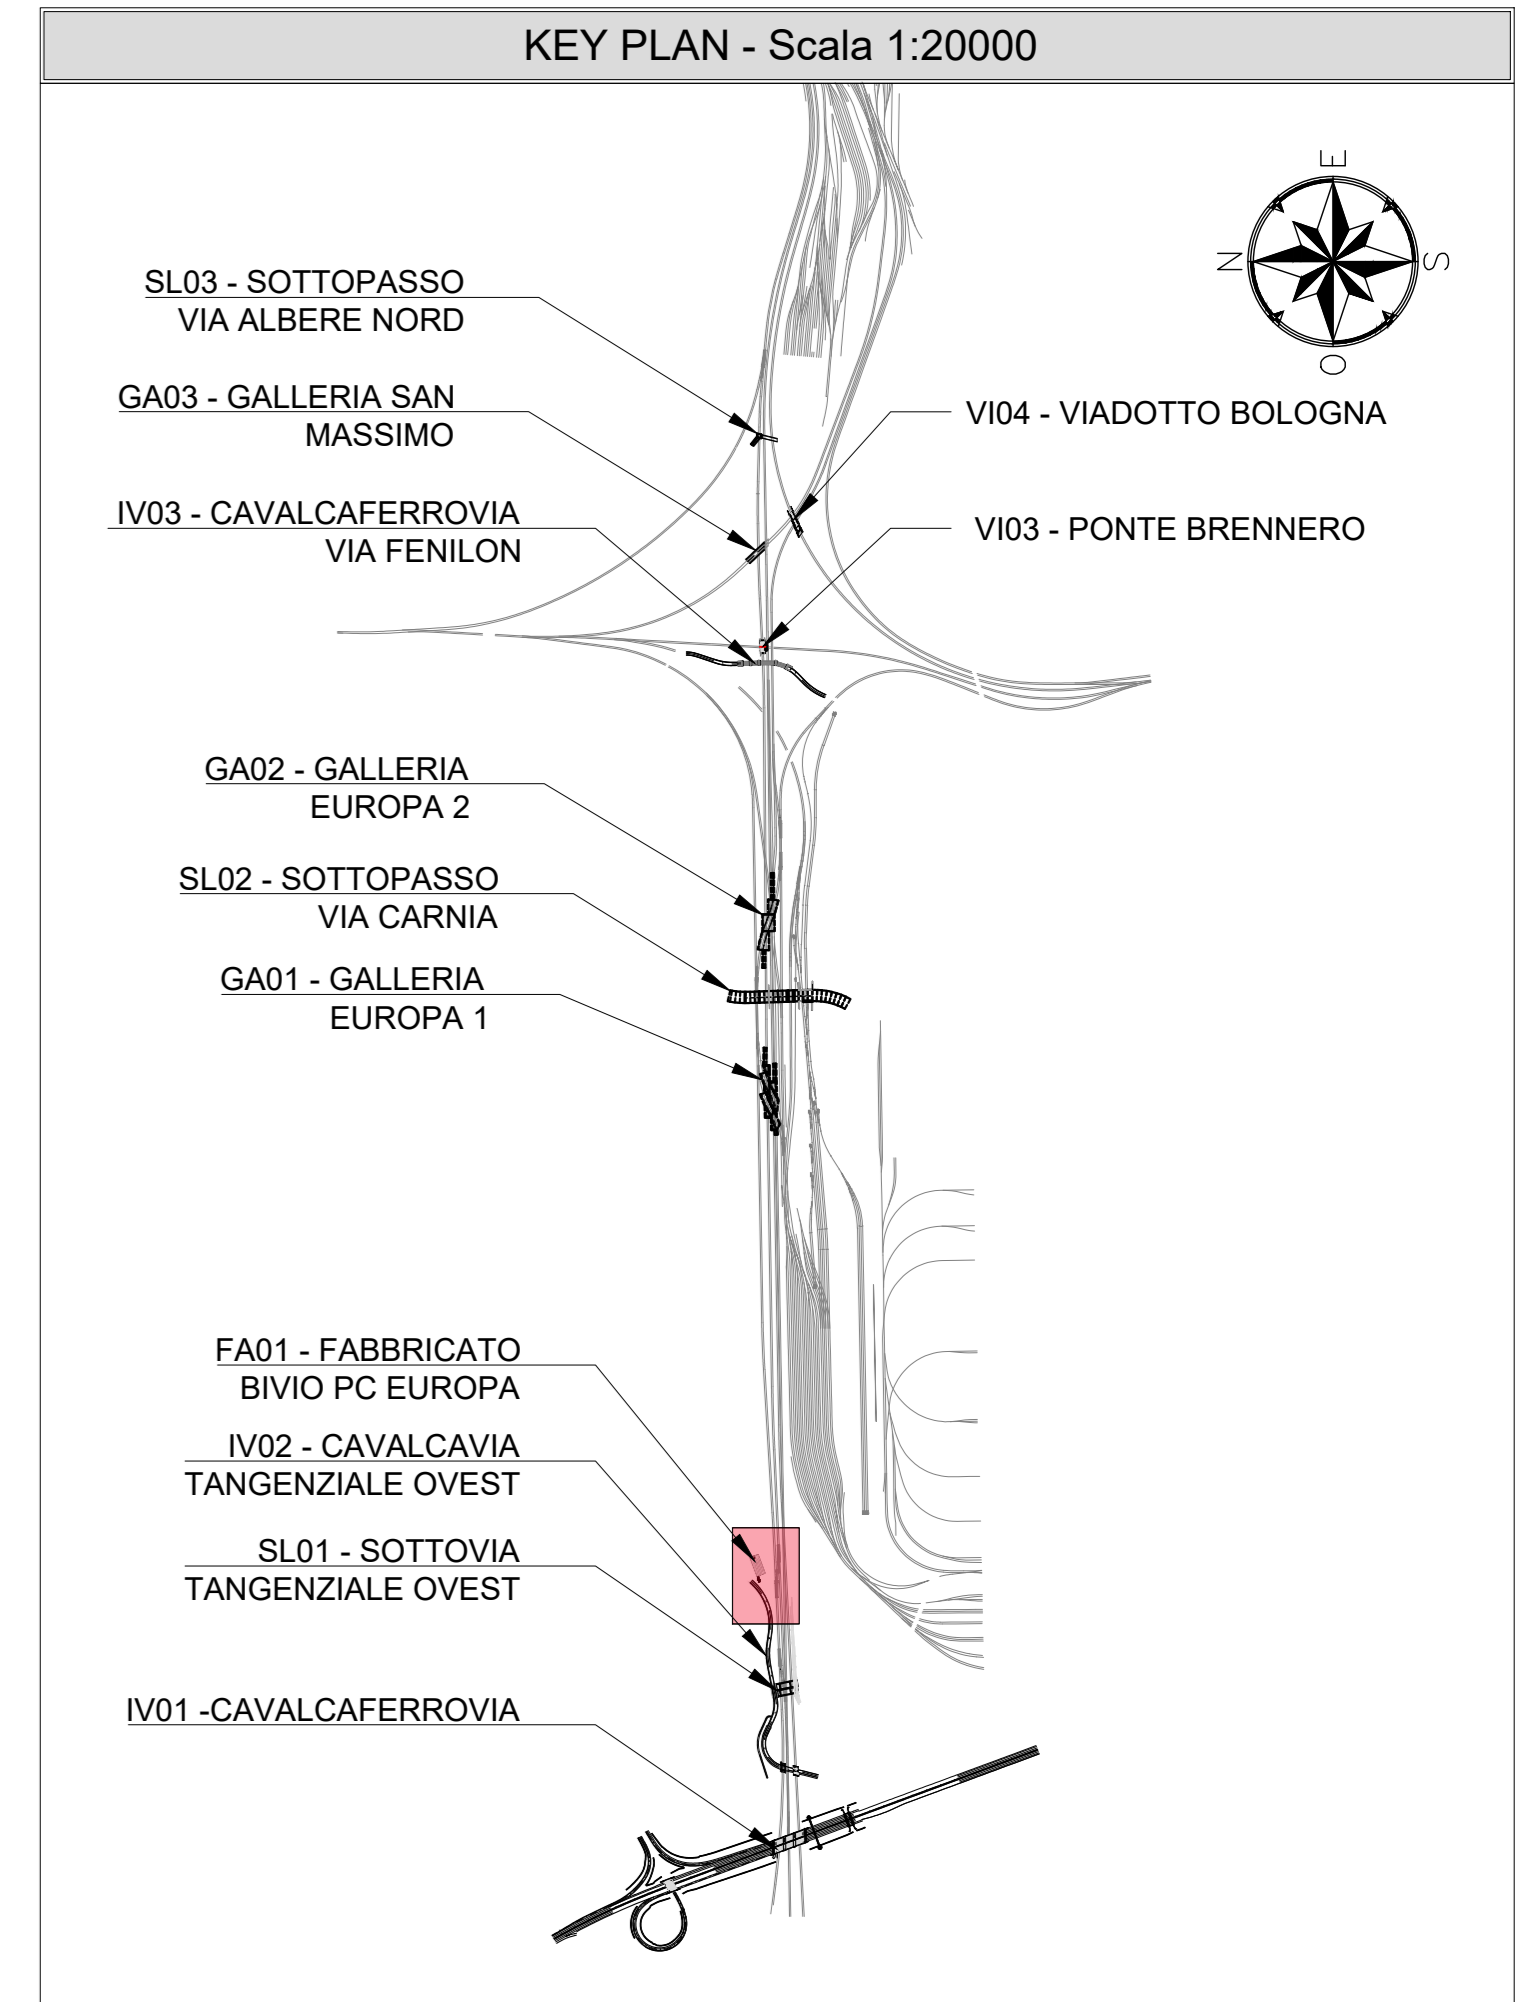 KEY PLAN - Scala 1:20000
E
N
S
O
SL03 - SOTTOPASSO
VIA ALBERE NORD
GA03 - GALLERIA SAN
MASSIMO
VI04 - VIADOTTO BOLOGNA
IV03 - CAVALCAFERROVIA
VIA FENILON
VI03 - PONTE BRENNERO
GA02 - GALLERIA
EUROPA 2
SL02 - SOTTOPASSO
VIA CARNIA
GA01 - GALLERIA
EUROPA 1
FA01 - FABBRICATO
BIVIO PC EUROPA
IV02 - CAVALCAVIA
TANGENZIALE OVEST
SL01 - SOTTOVIA
TANGENZIALE OVEST
IV01 -CAVALCAFERROVIA